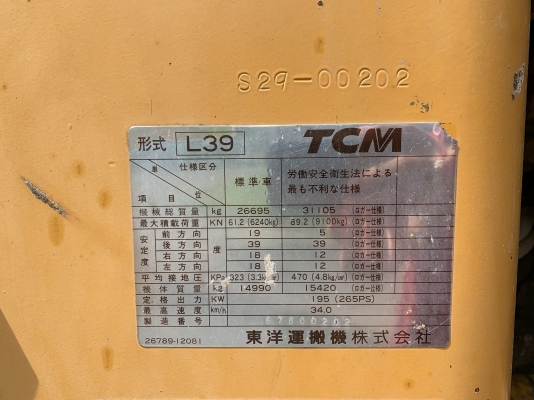 S29-00202
形式 L39 TCM
単位 仕様区分 項目 標準車 労働安全衛生法による最も不利な仕様
機械総質量 kg 26695 31105 (ロガー仕様)
最大積載荷重 KN 61.2 (6240kg) 89.2 (9100kg) (ロガー仕様)
安定度 前方向 度 19 5 (ロガー仕様)
後方向 39 39 (ロガー仕様)
右方向 18 12 (ロガー仕様)
左方向 18 12 (ロガー仕様)
平均接地圧 KPa 323 (3.3kg/㎠) 470 (4.8kg/㎠) (ロガー仕様)
機体質量 kg 14990 15420 (ロガー仕様)
定格出力 KW 195 (265PS)
最高速度 km/h 34.0
製造番号
26789-12081 東洋運搬機株式会社